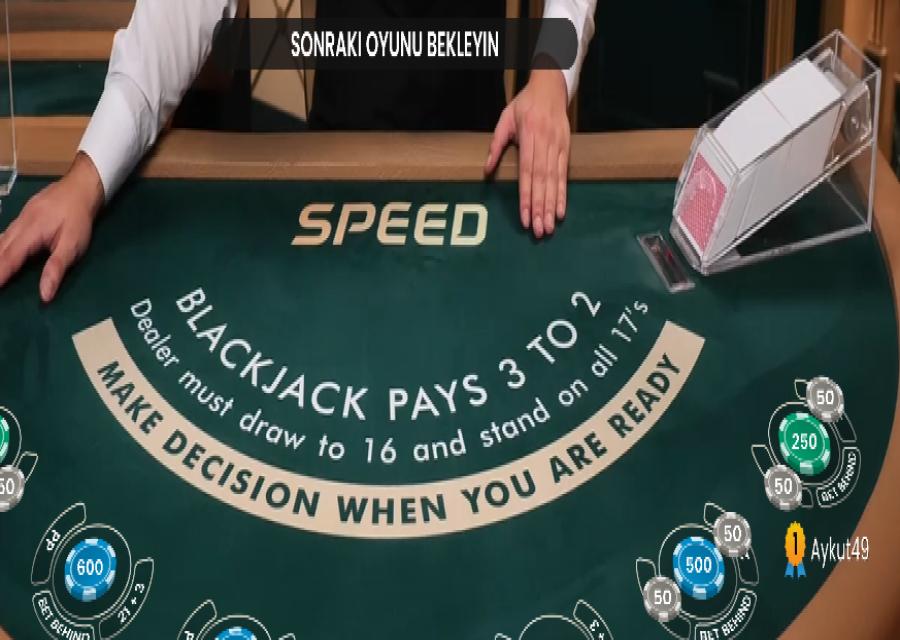 SONRAKI OYUNU BEKLEYIN
SPEED
BLACKJACK PAYS 3 TO 2
Dealer must draw to 16 and stand on all 17's
MAKE DECISION WHEN YOU ARE READY
50
250
50
BET BEHIND
50
PP
600
21 + 3
BET BEHIND
50
500
50
BET BEHIND
1 Aykut49